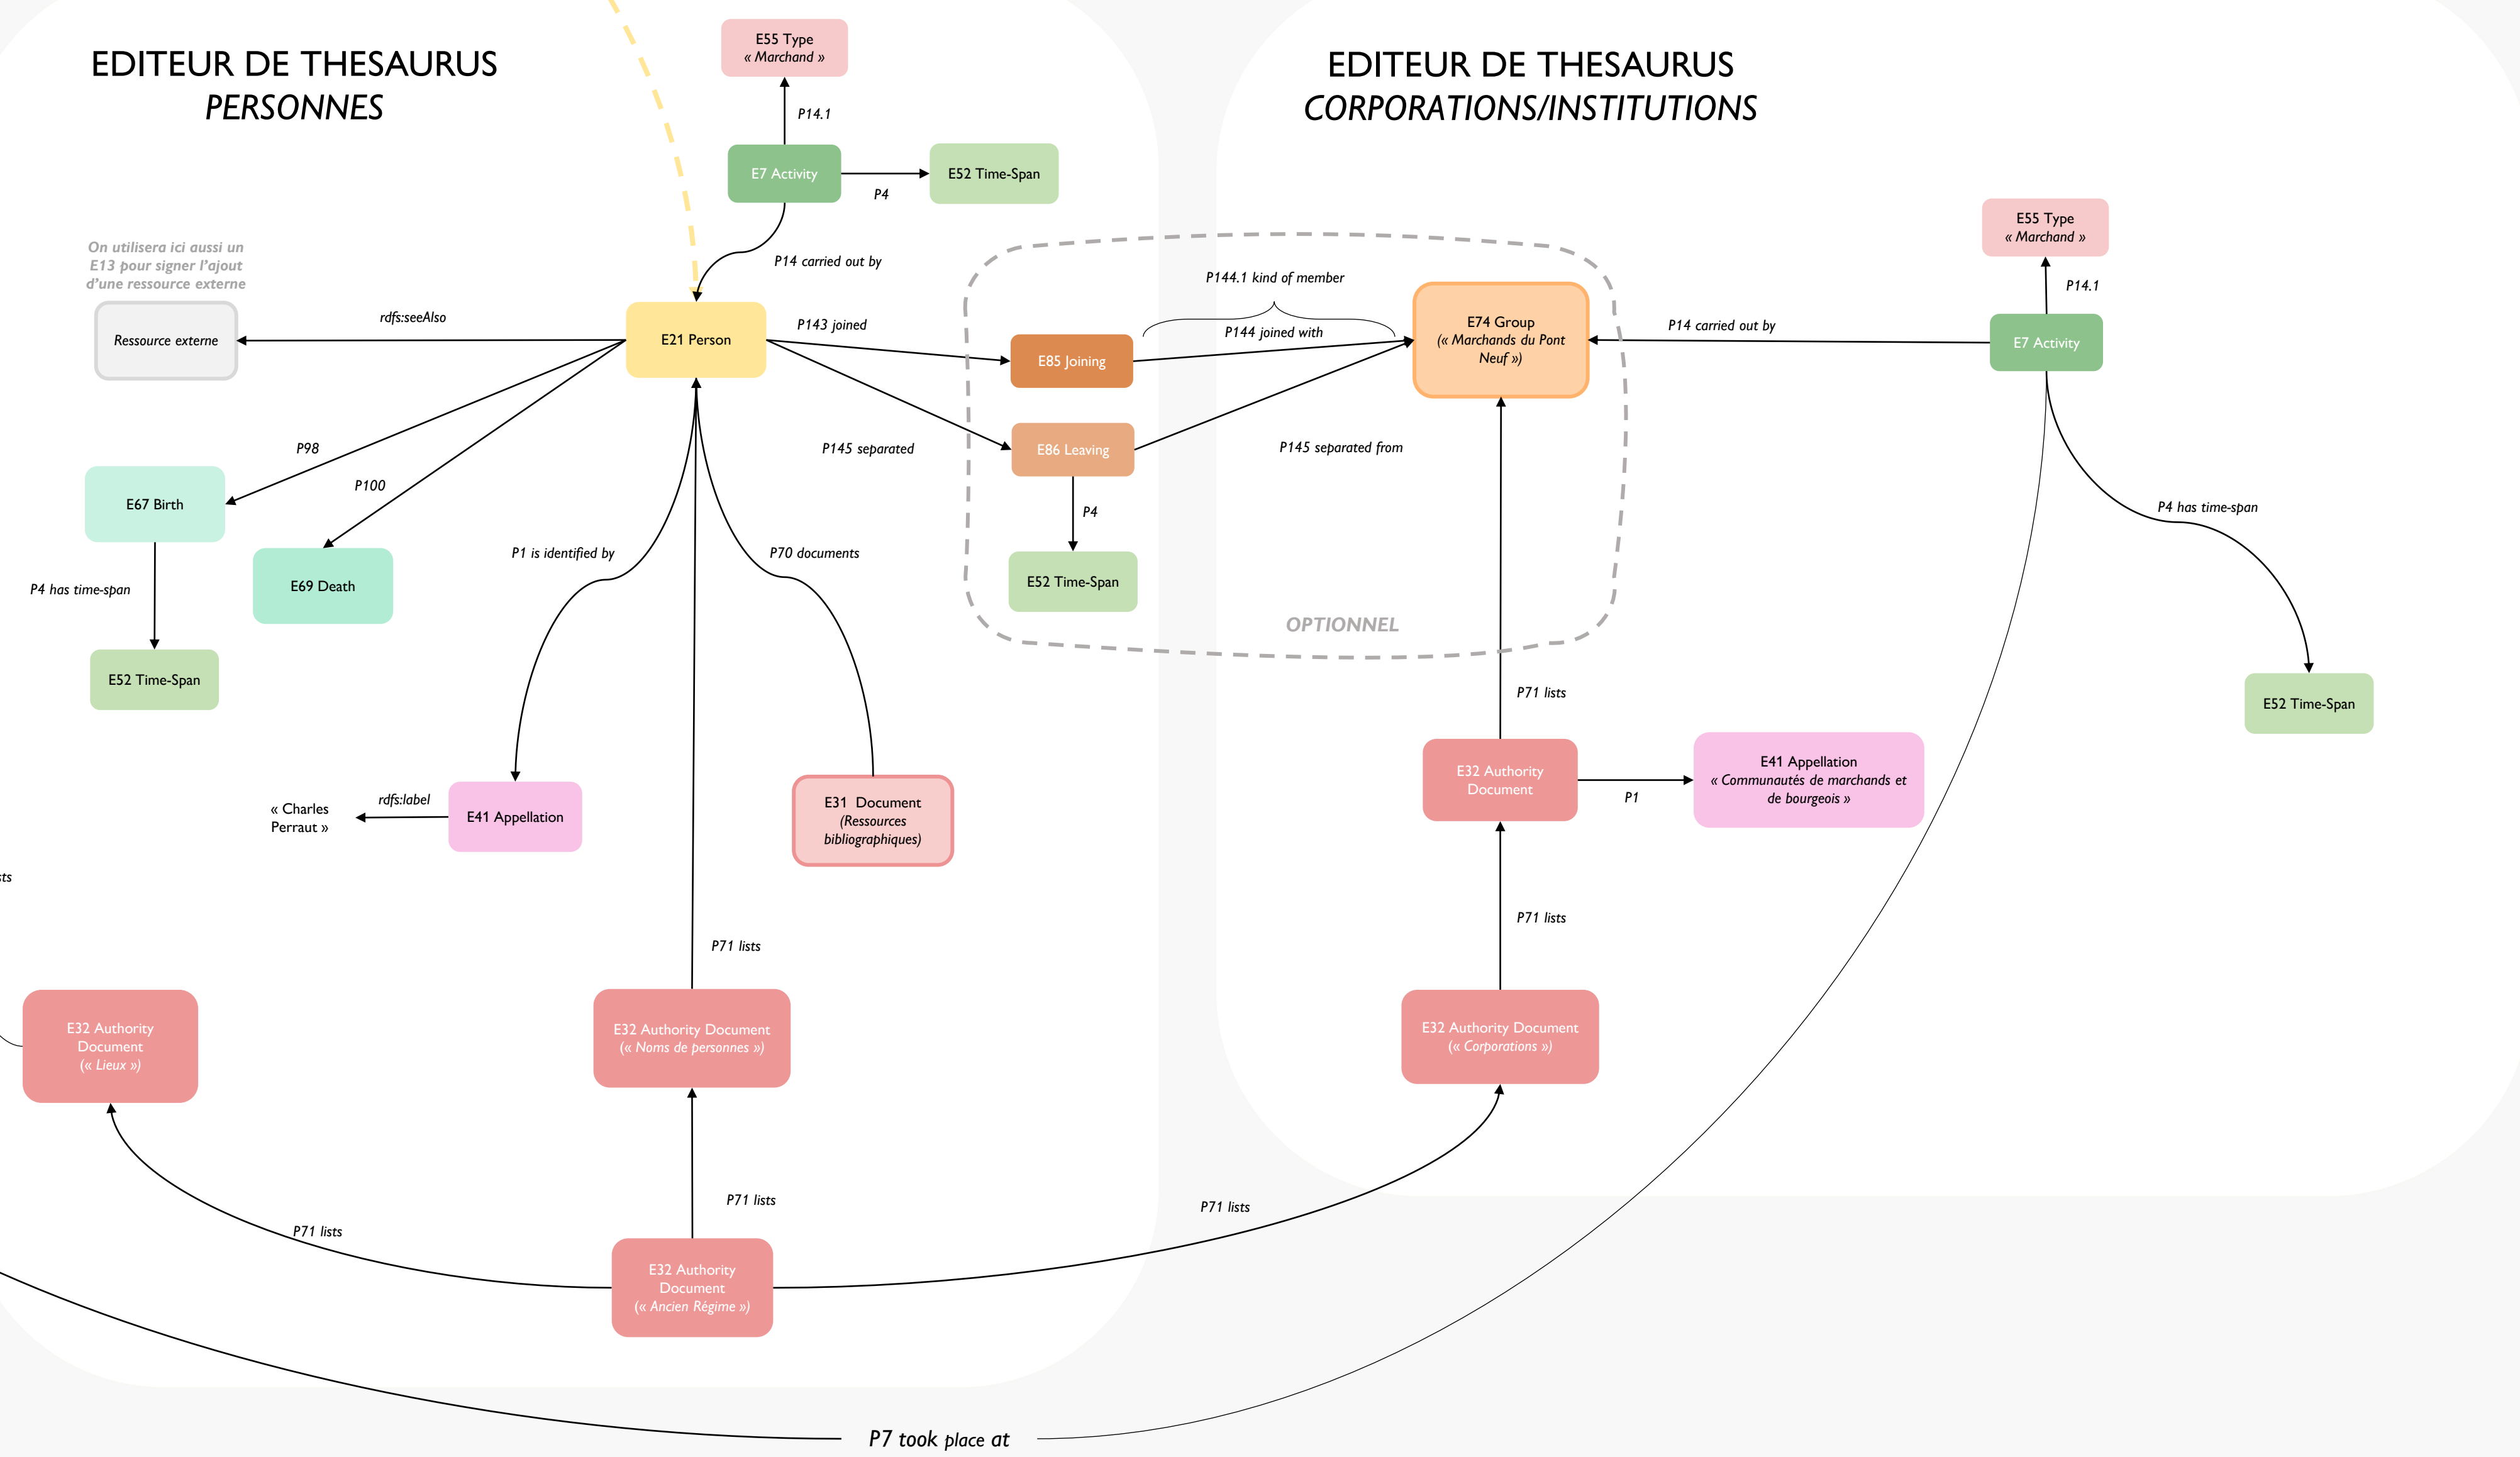 EDITEUR DE THESAURUS
PERSONNES
EDITEUR DE THESAURUS
CORPORATIONS/INSTITUTIONS
E55 Type
« Marchand »
P14.1
E7 Activity
P4
E52 Time-Span
P14 carried out by
On utilisera ici aussi un
E13 pour signer l'ajout
d'une ressource externe
Ressource externe
rdfs:seeAlso
E21 Person
P143 joined
E85 Joining
P144.1 kind of member
P144 joined with
E74 Group
(« Marchands du Pont
Neuf »)
P14 carried out by
E55 Type
« Marchand »
P14.1
E7 Activity
P98
P100
P145 separated
E86 Leaving
P145 separated from
P4
E52 Time-Span
OPTIONNEL
P4 has time-span
E52 Time-Span
E67 Birth
E69 Death
P4 has time-span
E52 Time-Span
P1 is identified by
P70 documents
« Charles
Perraut »
rdfs:label
E41 Appellation
E31 Document
(Ressources
bibliographiques)
P71 lists
E32 Authority
Document
P1
E41 Appellation
« Communautés de marchands et
de bourgeois »
sts
P71 lists
P71 lists
E32 Authority
Document
(« Lieux »)
E32 Authority Document
(« Noms de personnes »)
E32 Authority Document
(« Corporations »)
P71 lists
P71 lists
P71 lists
E32 Authority
Document
(« Ancien Régime »)
P7 took place at